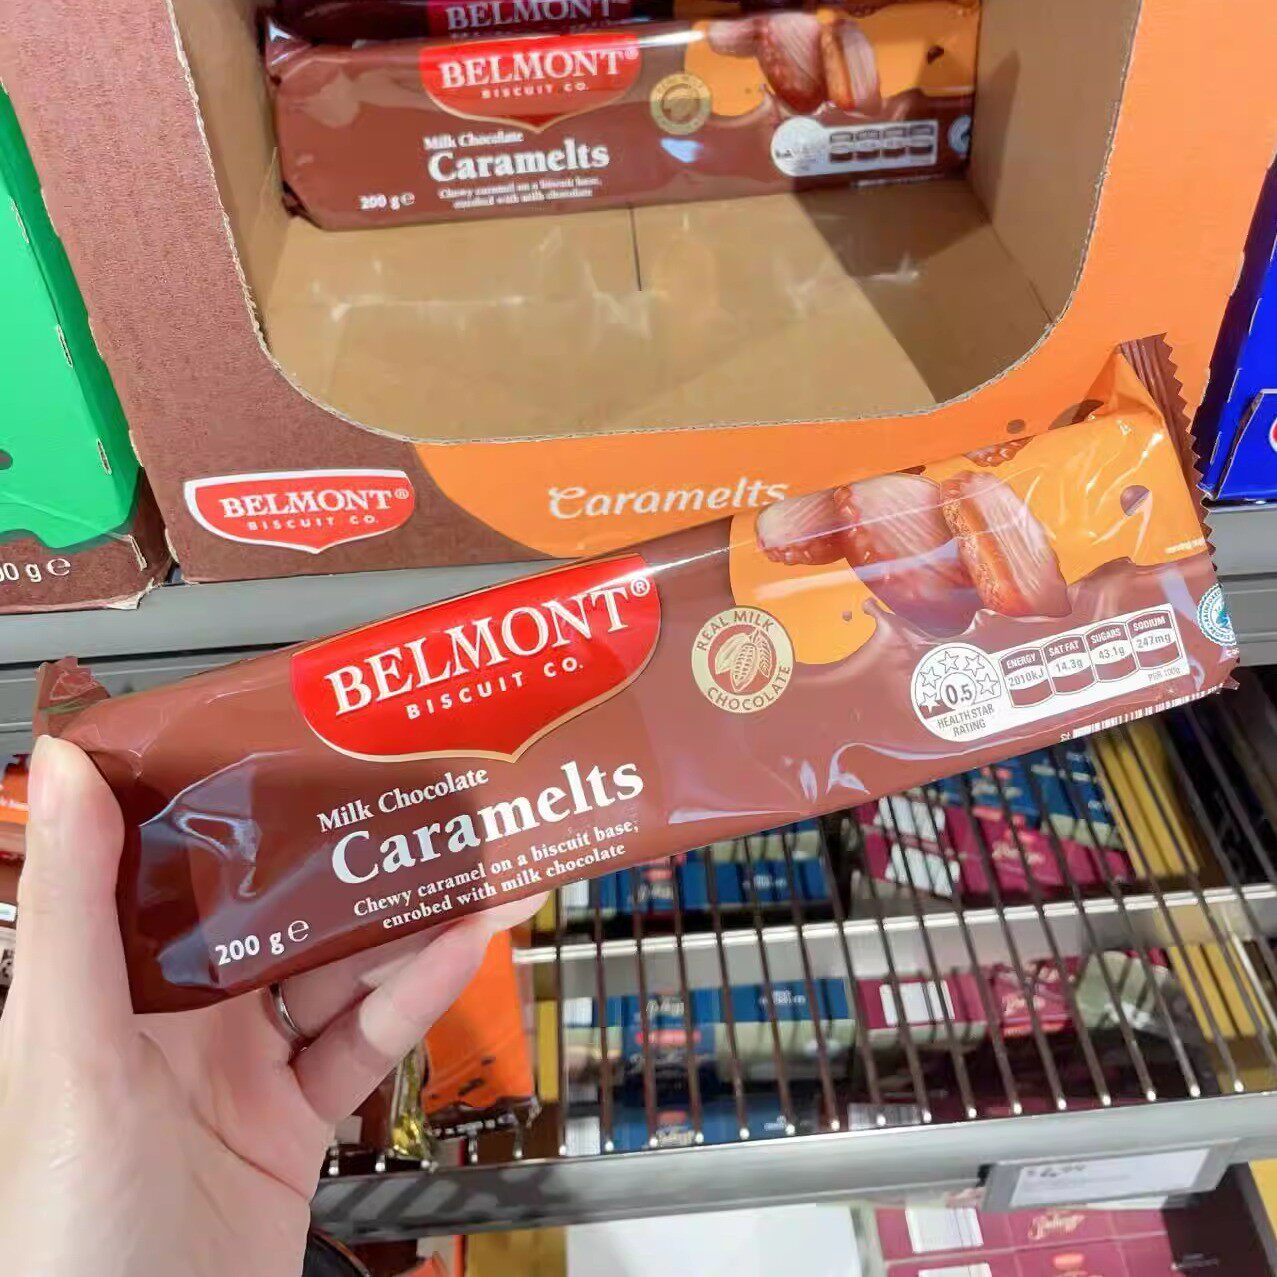 BELMONT
BELMONT®
BISCUIT CO.
Milk Chocolate
Caramelts
Chewy caramel on a biscuit base,
enrobed with milk chocolate
200 g e
BELMONT®
BISCUIT CO.
Caramelts
00 g e
BELMONT®
BISCUIT CO.
REAL MILK
CHOCOLATE
Milk Chocolate
Caramelts
Chewy caramel on a biscuit base,
enrobed with milk chocolate
200 g e
0.5
HEALTH STAR
RATING
ENERGY
2010kJ
SAT FAT
14.3g
SUGARS
43.1g
SODIUM
247mg
PER 100g